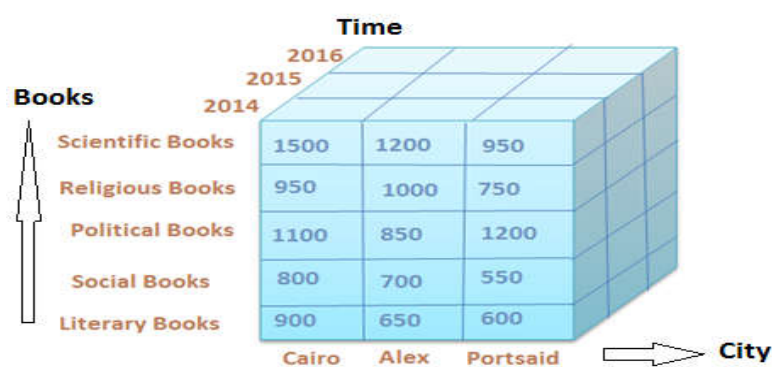 Time
2016
2015
Books
2014
Scientific Books 1500 1200 950
Religious Books 950 1000 750
Political Books 1100 850 1200
Social Books 800 700 550
Literary Books 900 650 600
Cairo Alex Portsaid
City